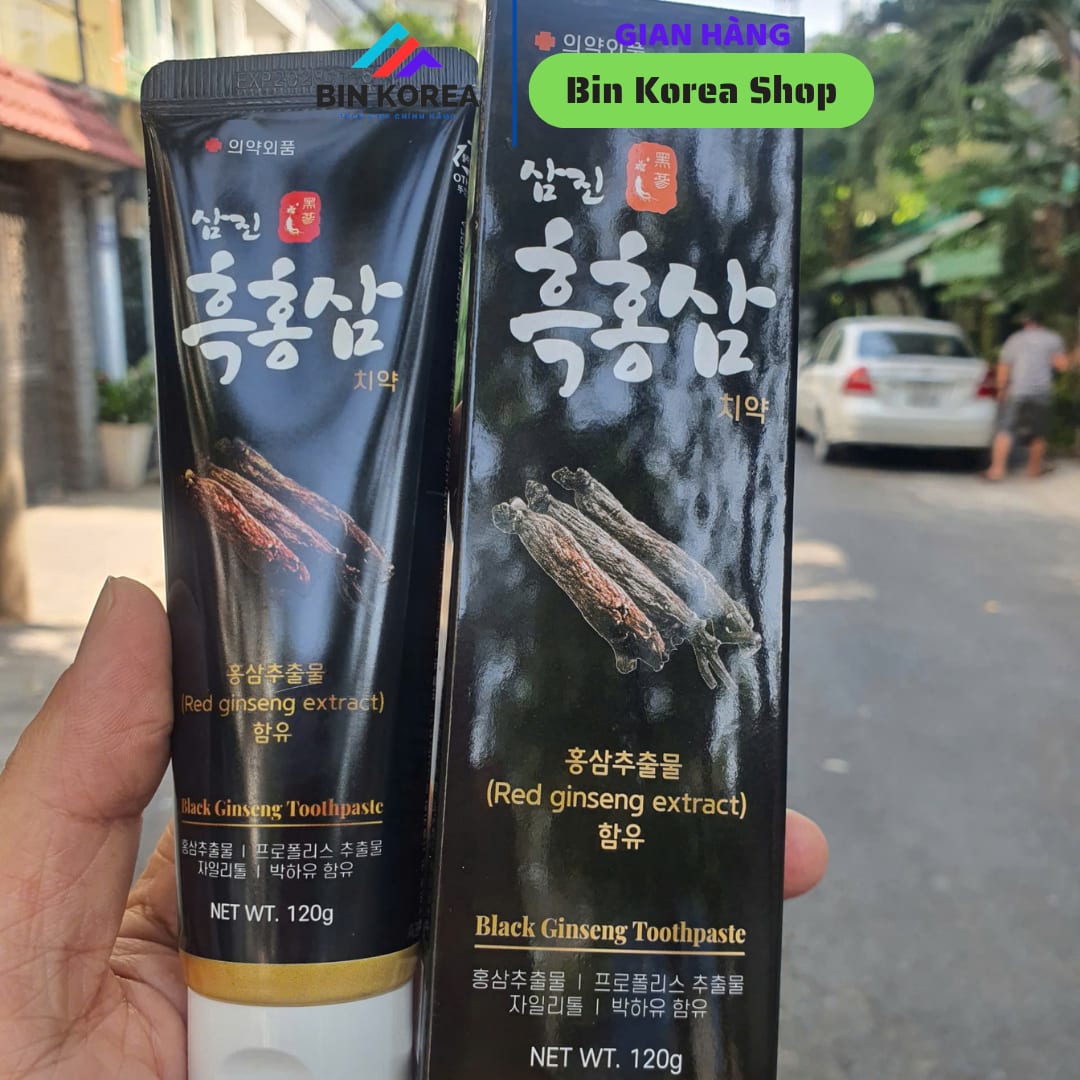 BIN KOREA
GIAN HÀNG
Bin Korea Shop
의약외품
삼진
黑蔘
흑홍삼
치약
홍삼추출물
(Red ginseng extract)
함유
Black Ginseng Toothpaste
홍삼추출물 | 프로폴리스 추출물
자일리톨 | 박하유 함유
NET WT. 120g
의약외품
삼진
黑蔘
흑홍삼
치약
홍삼추출물
(Red ginseng extract)
함유
Black Ginseng Toothpaste
홍삼추출물 | 프로폴리스 추출물
자일리톨 | 박하유 함유
NET WT. 120g